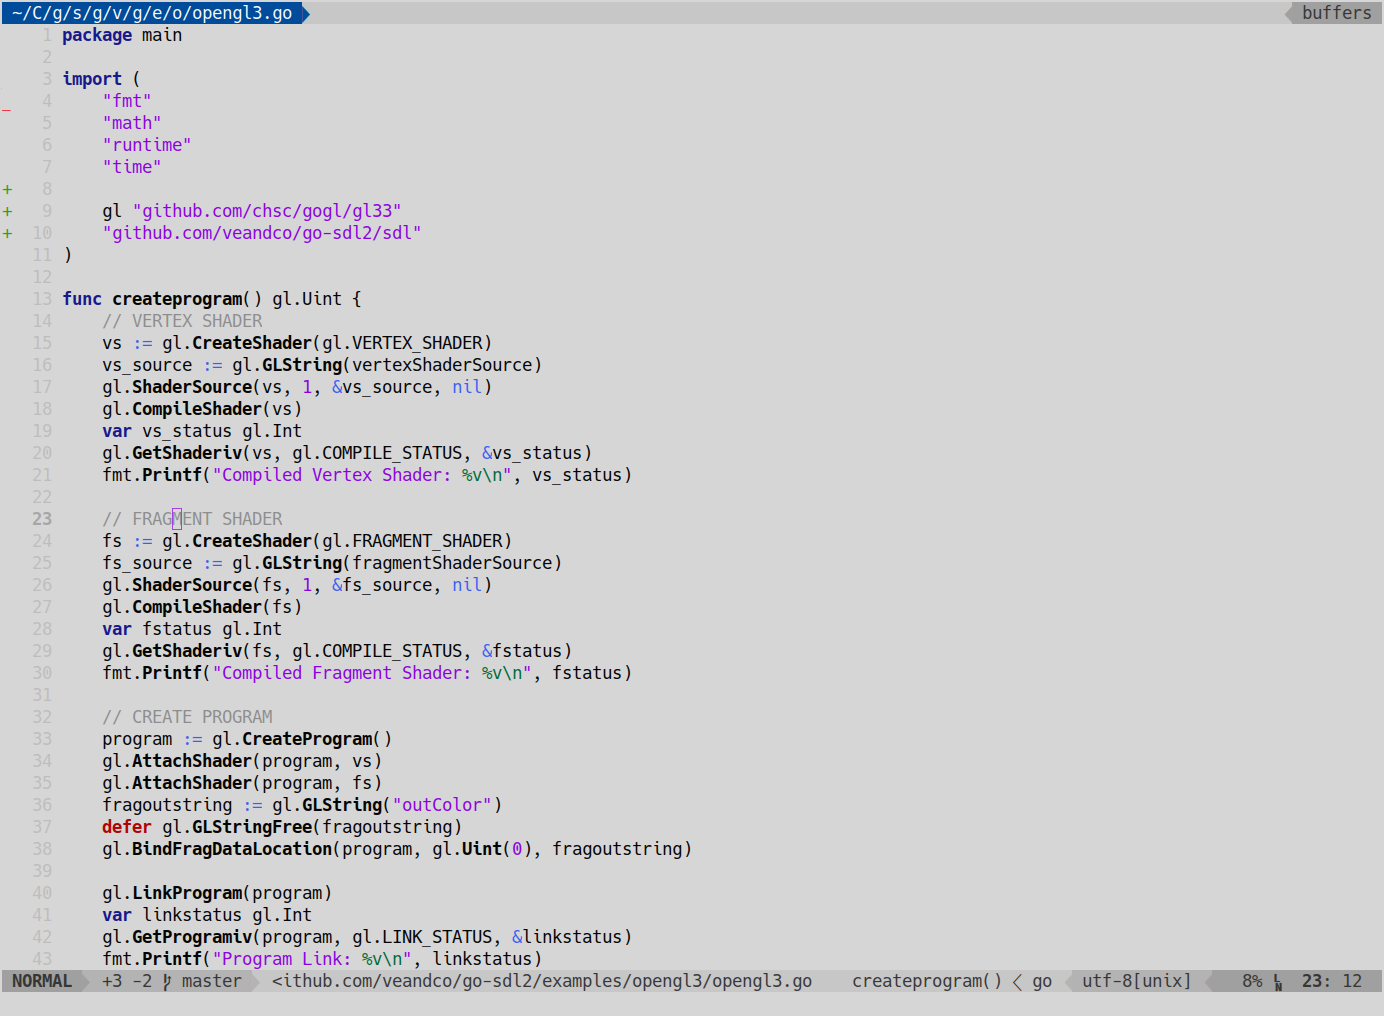 ~/C/g/s/g/v/g/e/o/opengl3.go buffers
1 package main
2
3 import (
_ 4 "fmt"
5 "math"
6 "runtime"
7 "time"
+ 8
+ 9 gl "github.com/chsc/gogl/gl33"
+ 10 "github.com/veandco/go-sdl2/sdl"
11 )
12
13 func createprogram() gl.Uint {
14 // VERTEX SHADER
15 vs := gl.CreateShader(gl.VERTEX_SHADER)
16 vs_source := gl.GLString(vertexShaderSource)
17 gl.ShaderSource(vs, 1, &vs_source, nil)
18 gl.CompileShader(vs)
19 var vs_status gl.Int
20 gl.GetShaderiv(vs, gl.COMPILE_STATUS, &vs_status)
21 fmt.Printf("Compiled Vertex Shader: %v\n", vs_status)
22
23 // FRAGMENT SHADER
24 fs := gl.CreateShader(gl.FRAGMENT_SHADER)
25 fs_source := gl.GLString(fragmentShaderSource)
26 gl.ShaderSource(fs, 1, &fs_source, nil)
27 gl.CompileShader(fs)
28 var fstatus gl.Int
29 gl.GetShaderiv(fs, gl.COMPILE_STATUS, &fstatus)
30 fmt.Printf("Compiled Fragment Shader: %v\n", fstatus)
31
32 // CREATE PROGRAM
33 program := gl.CreateProgram()
34 gl.AttachShader(program, vs)
35 gl.AttachShader(program, fs)
36 fragoutstring := gl.GLString("outColor")
37 defer gl.GLStringFree(fragoutstring)
38 gl.BindFragDataLocation(program, gl.Uint(0), fragoutstring)
39
40 gl.LinkProgram(program)
41 var linkstatus gl.Int
42 gl.GetProgramiv(program, gl.LINK_STATUS, &linkstatus)
43 fmt.Printf("Program Link: %v\n", linkstatus)
NORMAL +3 -2 master <ithub.com/veandco/go-sdl2/examples/opengl3/opengl3.go createprogram() < go utf-8[unix] 8% LN 23: 12